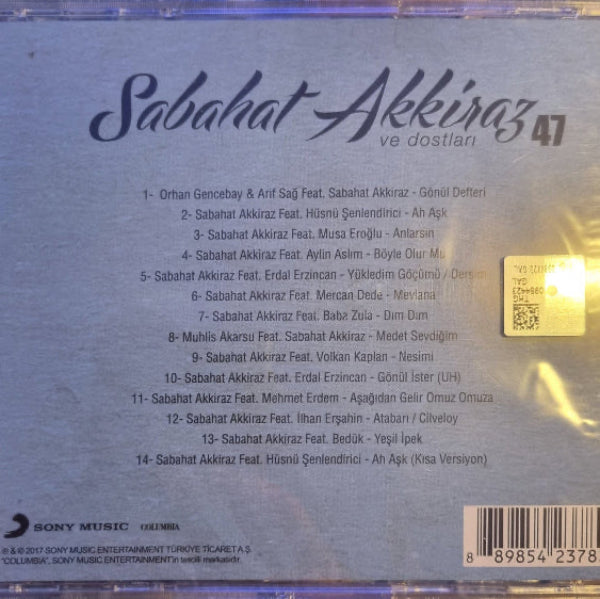 Sabahat Akkiraz 47
ve dostları
1- Orhan Gencebay & Arif Sağ Feat. Sabahat Akkiraz - Gönül Defteri
2- Sabahat Akkiraz Feat. Hüsnü Şenlendirici - Ah Aşk
3- Sabahat Akkiraz Feat. Musa Eroğlu - Anlarsın
4- Sabahat Akkiraz Feat. Aylin Aslım - Böyle Olur Mu
5- Sabahat Akkiraz Feat. Erdal Erzincan - Yükledim Göçümü / Dersim
6- Sabahat Akkiraz Feat. Mercan Dede - Mevlana
7- Sabahat Akkiraz Feat. Baba Zula - Dım Dım
8- Muhlis Akarsu Feat. Sabahat Akkiraz - Medet Sevdiğim
9- Sabahat Akkiraz Feat. Volkan Kaplan - Nesimi
10- Sabahat Akkiraz Feat. Erdal Erzincan - Gönül İster (UH)
11- Sabahat Akkiraz Feat. Mehmet Erdem - Aşağıdan Gelir Omuz Omuza
12- Sabahat Akkiraz Feat. İlhan Erşahin - Atabarı / Cilveloy
13- Sabahat Akkiraz Feat. Bedük - Yeşil İpek
14- Sabahat Akkiraz Feat. Hüsnü Şenlendirici - Ah Aşk (Kısa Versiyon)
SONY MUSIC COLUMBIA
℗ & © 2017 SONY MUSIC ENTERTAINMENT TÜRKİYE TİCARET A.Ş.
"COLUMBIA", SONY MUSIC ENTERTAINMENT'in tescilli markasıdır.
8 89854 2378